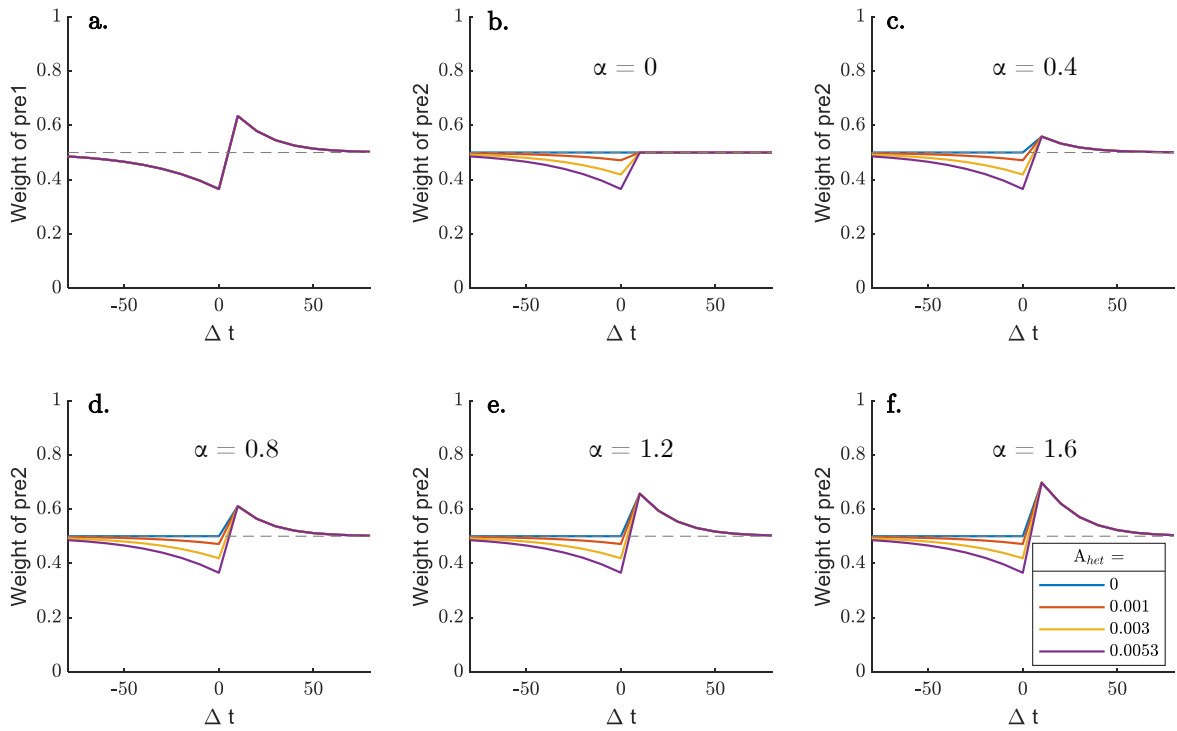 a.
1
0.8
0.6
0.4
0.2
0
Weight of pre1
-50 0 50
Δ t
b.
α = 0
1
0.8
0.6
0.4
0.2
0
Weight of pre2
-50 0 50
Δ t
c.
α = 0.4
1
0.8
0.6
0.4
0.2
0
Weight of pre2
-50 0 50
Δ t
d.
α = 0.8
1
0.8
0.6
0.4
0.2
0
Weight of pre2
-50 0 50
Δ t
e.
α = 1.2
1
0.8
0.6
0.4
0.2
0
Weight of pre2
-50 0 50
Δ t
f.
α = 1.6
1
0.8
0.6
0.4
0.2
0
Weight of pre2
-50 0 50
Δ t
A_het =
0
0.001
0.003
0.0053